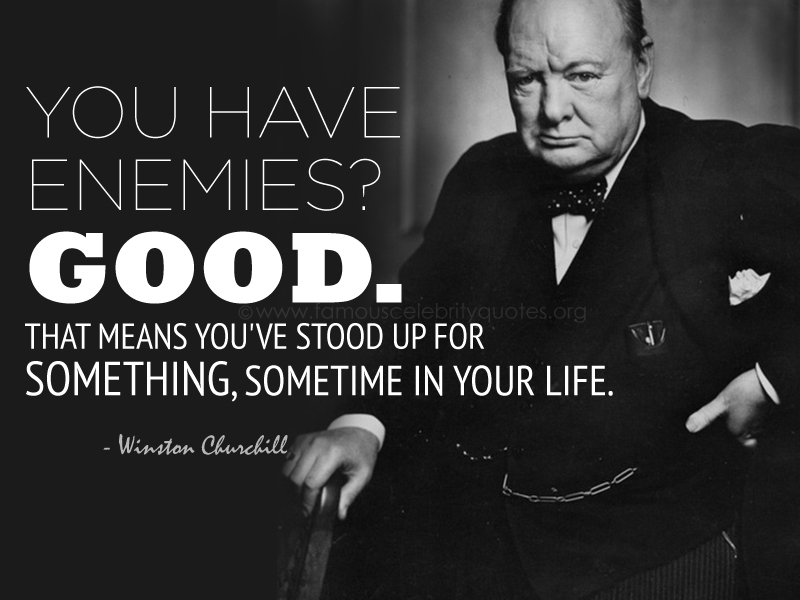 YOU HAVE
ENEMIES?
GOOD.
©www.famouscelebrityquotes.org
THAT MEANS YOU'VE STOOD UP FOR
SOMETHING, SOMETIME IN YOUR LIFE.
- Winston Churchill